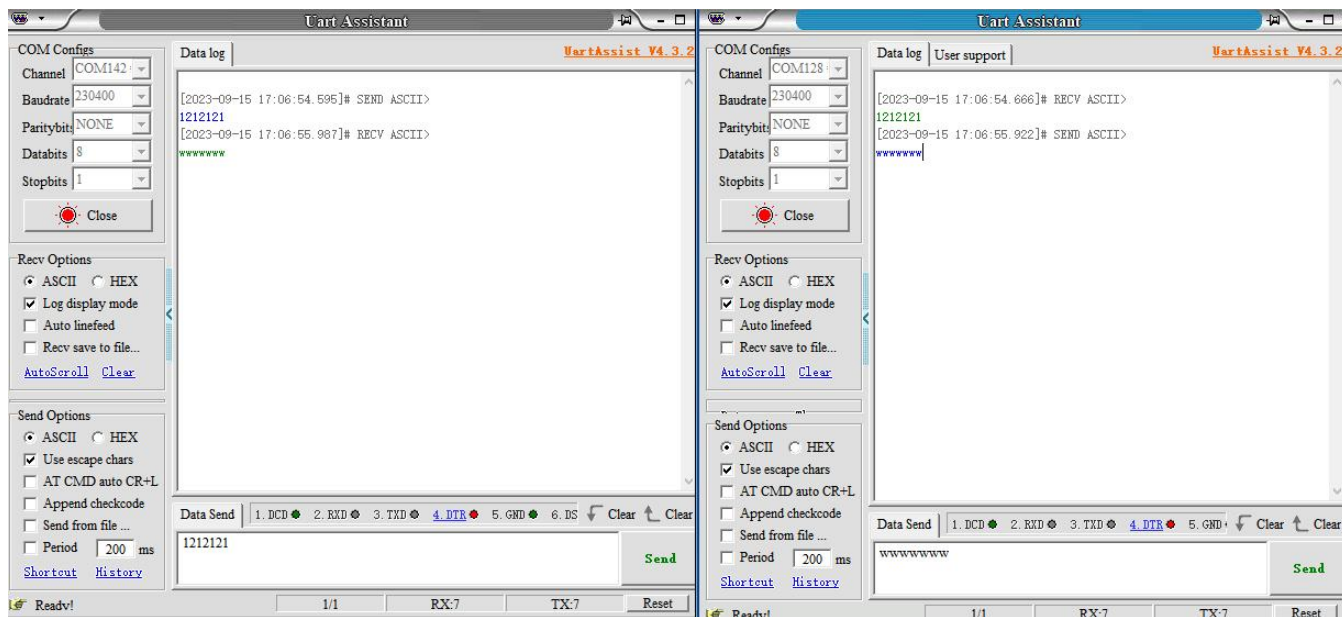 Uart Assistant
COM Configs
Channel COM142
Baudrate 230400
Paritybits NONE
Databits 8
Stopbits 1
Close
Recv Options
ASCII HEX
Log display mode
Auto linefeed
Recv save to file...
AutoScroll Clear
Send Options
ASCII HEX
Use escape chars
AT CMD auto CR+L
Append checkcode
Send from file ...
Period 200 ms
Shortcut History
Data log
UartAssist V4.3.2
[2023-09-15 17:06:54.595]# SEND ASCII>
1212121
[2023-09-15 17:06:55.987]# RECV ASCII>
wwwwwww
Data Send 1. DCD 2. RXD 3. TXD 4. DTR 5. GND 6. DS Clear Clear
1212121
Send
Ready! 1/1 RX:7 TX:7 Reset
Uart Assistant
COM Configs
Channel COM128
Baudrate 230400
Paritybits NONE
Databits 8
Stopbits 1
Close
Recv Options
ASCII HEX
Log display mode
Auto linefeed
Recv save to file...
AutoScroll Clear
Send Options
ASCII HEX
Use escape chars
AT CMD auto CR+L
Append checkcode
Send from file ...
Period 200 ms
Shortcut History
Data log User support
UartAssist V4.3.2
[2023-09-15 17:06:54.666]# RECV ASCII>
1212121
[2023-09-15 17:06:55.922]# SEND ASCII>
wwwwwww
Data Send 1. DCD 2. RXD 3. TXD 4. DTR 5. GND Clear Clear
wwwwwww
Send
Ready! 1/1 RX:7 TX:7 Reset